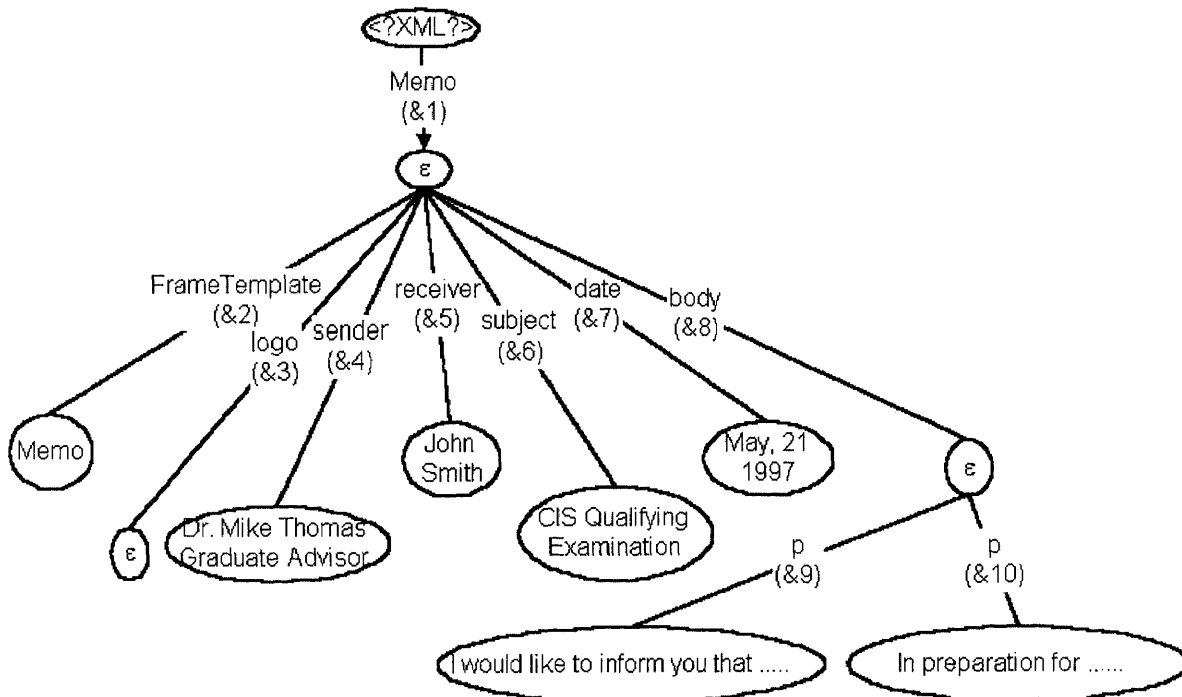 <?XML?>
Memo
(&1)
ε
FrameTemplate
(&2)
logo
(&3)
sender
(&4)
receiver
(&5)
subject
(&6)
date
(&7)
body
(&8)
Memo
ε
Dr. Mike Thomas
Graduate Advisor
John
Smith
CIS Qualifying
Examination
May, 21
1997
ε
p
(&9)
p
(&10)
I would like to inform you that .....
In preparation for ......